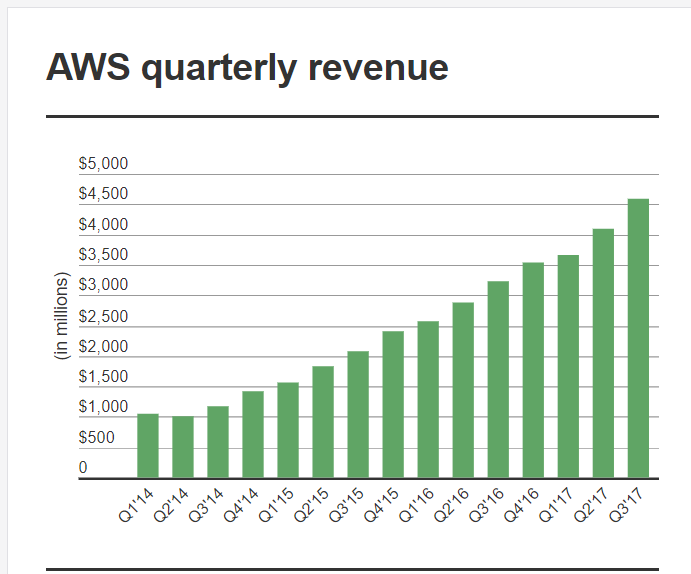 AWS quarterly revenue
$5,000
$4,500
$4,000
$3,500
$3,000
$2,500
$2,000
$1,500
$1,000
$500
0
(in millions)
Q1'14
Q2'14
Q3'14
Q4'14
Q1'15
Q2'15
Q3'15
Q4'15
Q1'16
Q2'16
Q3'16
Q4'16
Q1'17
Q2'17
Q3'17